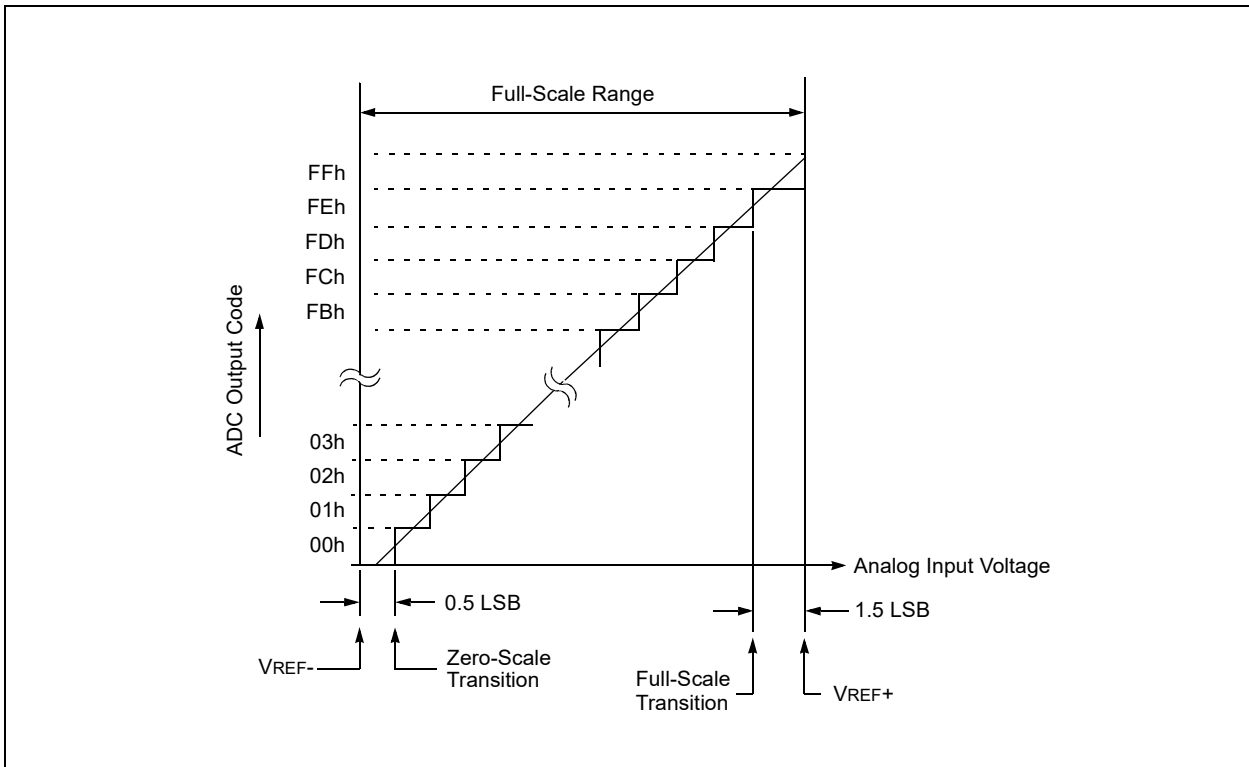 Full-Scale Range
FFh
FEh
FDh
FCh
FBh
ADC Output Code
03h
02h
01h
00h
Analog Input Voltage
0.5 LSB
1.5 LSB
VREF-
Zero-Scale
Transition
Full-Scale
Transition
VREF+